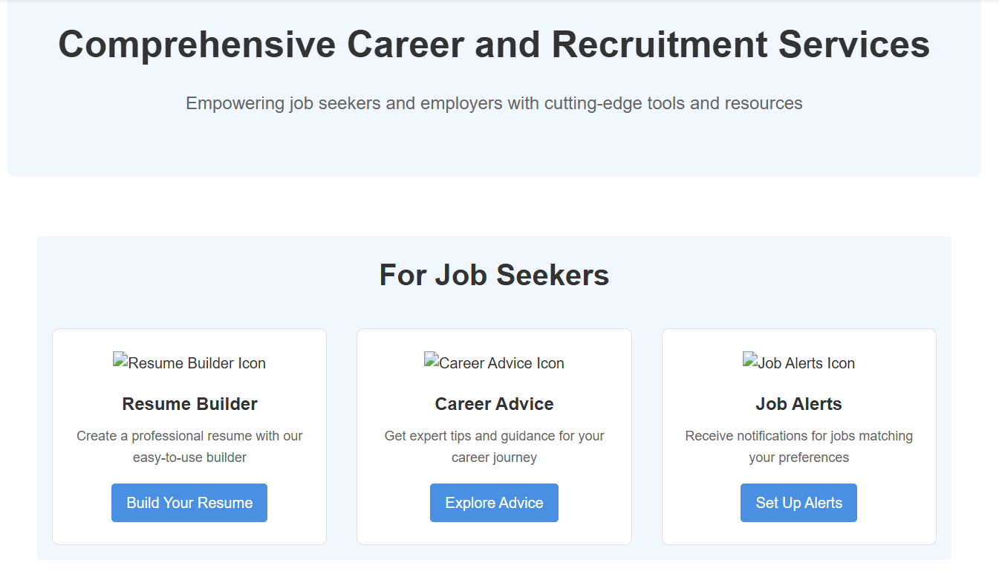 Comprehensive Career and Recruitment Services
Empowering job seekers and employers with cutting-edge tools and resources
For Job Seekers
Resume Builder Icon
Resume Builder
Create a professional resume with our
easy-to-use builder
Build Your Resume
Career Advice Icon
Career Advice
Get expert tips and guidance for your
career journey
Explore Advice
Job Alerts Icon
Job Alerts
Receive notifications for jobs matching
your preferences
Set Up Alerts